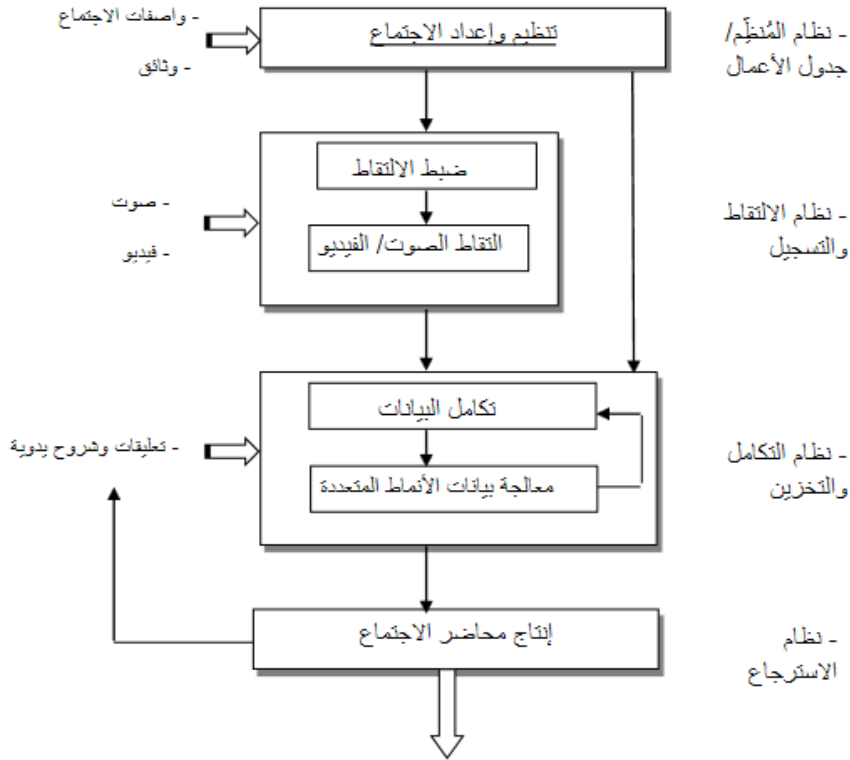 - واصفات الاجتماع
- وثائق
تنظيم وإعداد الاجتماع
- نظام المُنظِّم/
جدول الأعمال
ضبط الالتقاط
التقاط الصوت/ الفيديو
- صوت
- فيديو
- نظام الالتقاط
والتسجيل
تكامل البيانات
معالجة بيانات الأنماط المتعددة
- تعليقات وشروح يدوية
- نظام التكامل
والتخزين
إنتاج محاضر الاجتماع
- نظام
الاسترجاع